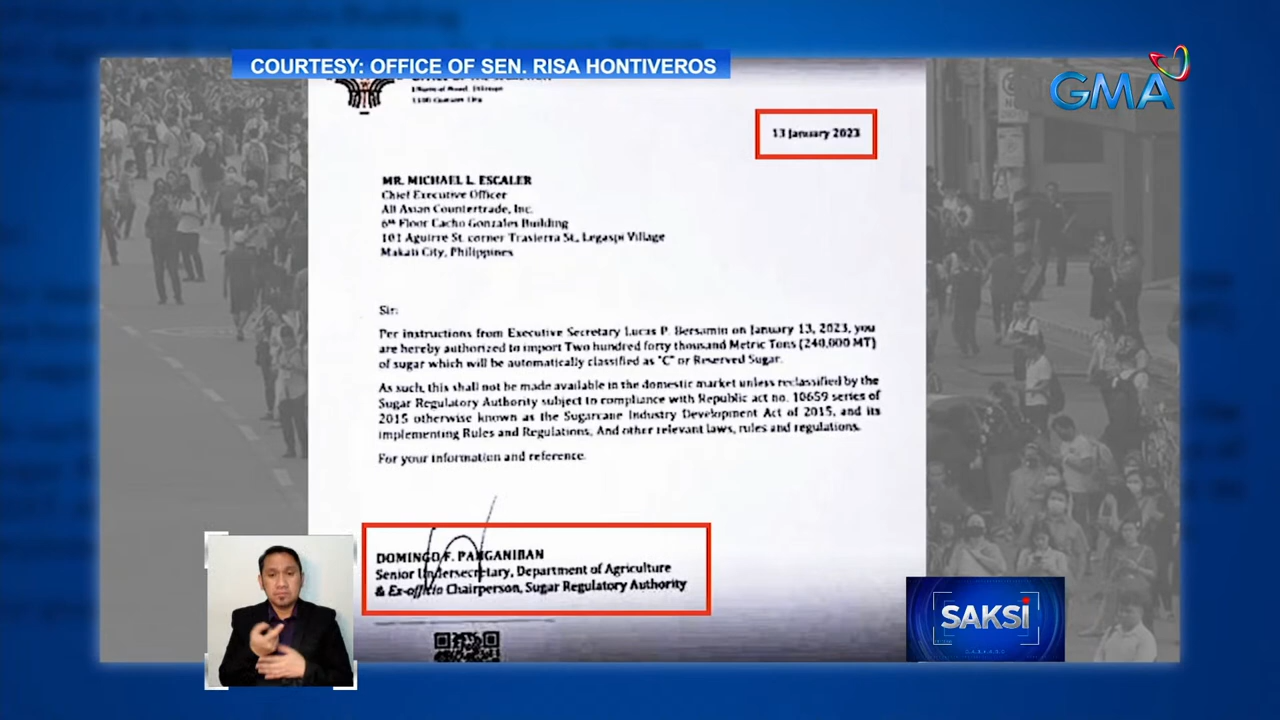 COURTESY: OFFICE OF SEN. RISA HONTIVEROS
GMA
13 January 2023
MR. MICHAEL L. ESCALER
Chief Executive Officer
All Asian Countertrade, Inc.
6th Floor Cacho Gonzales Building
101 Aguirre St. corner Trasierra St., Legaspi Village
Makati City, Philippines
Sir:
Per instructions from Executive Secretary Lucas P. Bersamin on January 13, 2023, you
are hereby authorized to import Two hundred forty thousand Metric Tons (240,000 MT)
of sugar which will be automatically classified as "C" or Reserved Sugar.
As such, this shall not be made available in the domestic market unless reclassified by the
Sugar Regulatory Authority subject to compliance with Republic act no. 10659 series of
2015 otherwise known as the Sugarcane Industry Development Act of 2015, and its
implementing Rules and Regulations, And other relevant laws, rules and regulations.
For your information and reference.
DOMINGO F. PANGANIBAN
Senior Undersecretary, Department of Agriculture
& Ex-officio Chairperson, Sugar Regulatory Authority
SAKSI